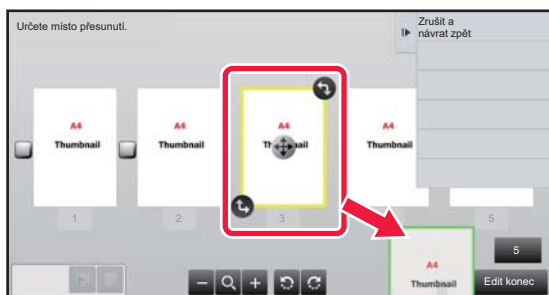 Určete místo přesunutí.
Zrušit a
návrat zpět
A4
Thumbnail
A4
Thumbnail
A4
Thumbnail
A4
Thumbnail
1
2
3
5
A4
Thumbnail
5
Edit konec